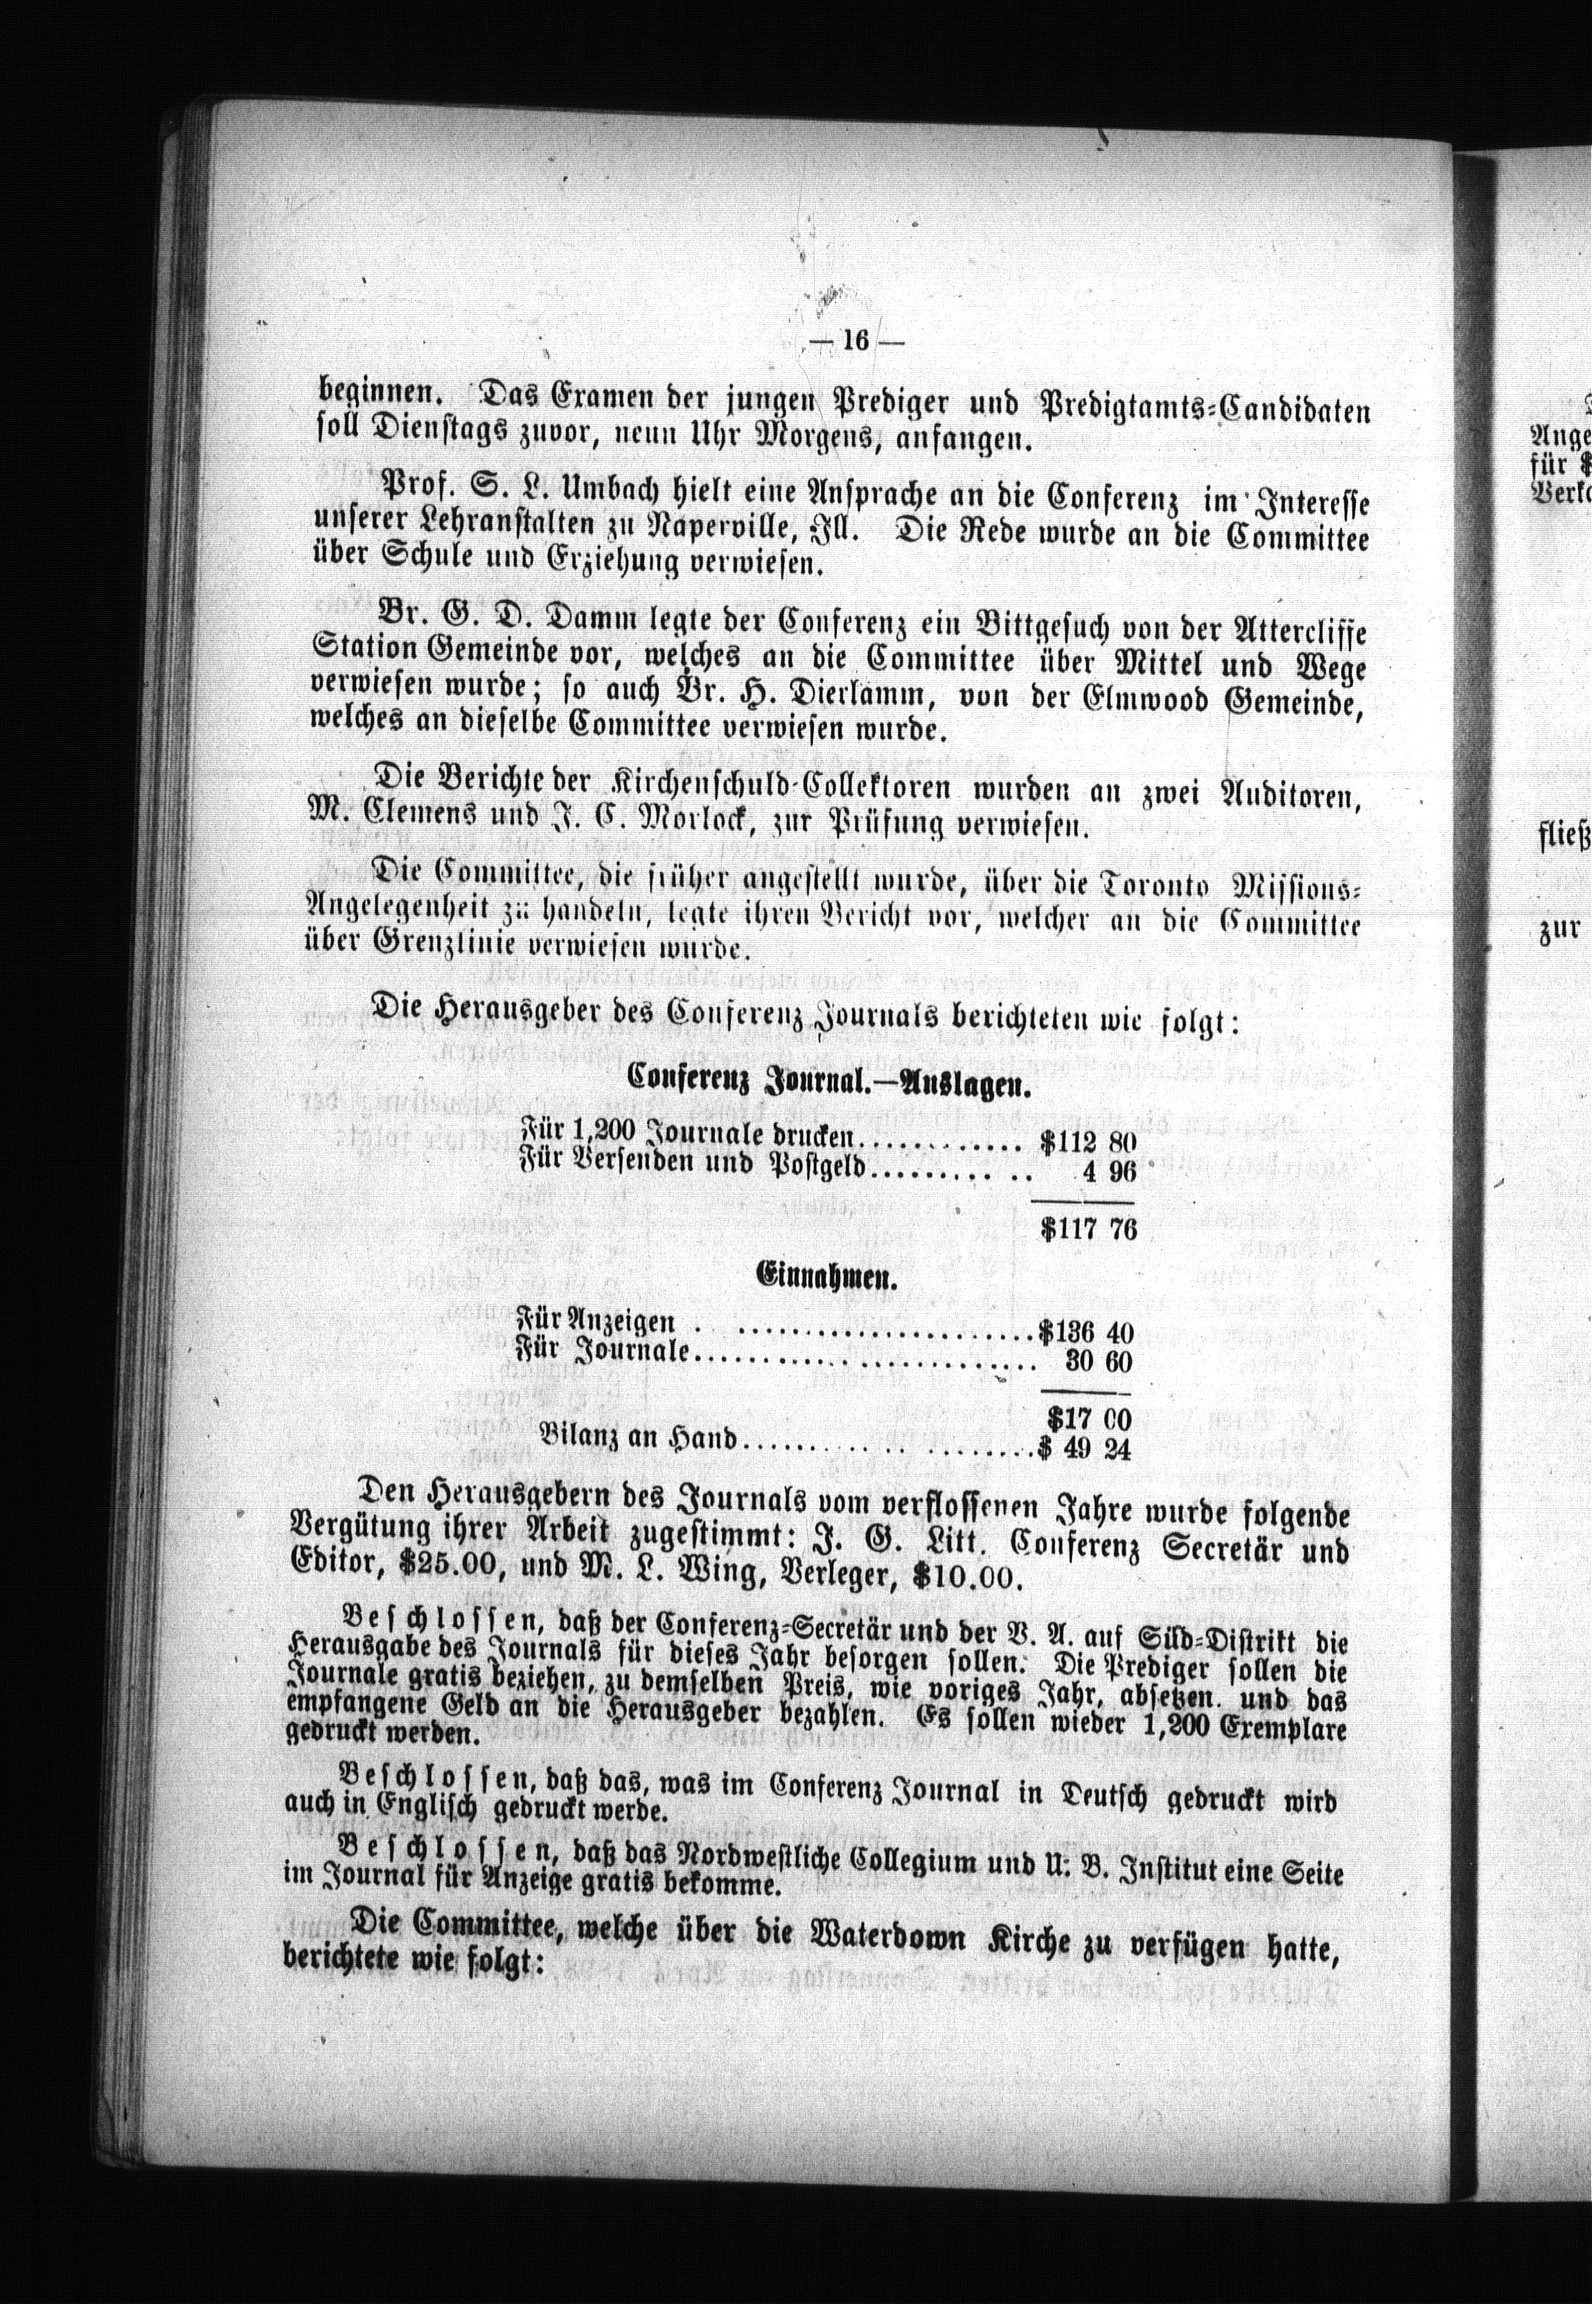 — 16 —
beginnen. Das Examen der jungen Prediger und Predigtamts-Candidaten
soll Dienstags zuvor, neun Uhr Morgens, anfangen.
Prof. S. L. Umbach hielt eine Ansprache an die Conferenz im Interesse
unserer Lehranstalten zu Naperville, Ill. Die Rede wurde an die Committee
über Schule und Erziehung verwiesen.
Br. G. D. Damm legte der Conferenz ein Bittgesuch von der Attercliffe
Station Gemeinde vor, welches an die Committee über Mittel und Wege
verwiesen wurde; so auch Br. H. Dierlamm, von der Elmwood Gemeinde,
welches an dieselbe Committee verwiesen wurde.
Die Berichte der Kirchenschuld-Collektoren wurden an zwei Auditoren,
M. Clemens und J. C. Morlock, zur Prüfung verwiesen.
Die Committee, die früher angestellt wurde, über die Toronto Missions-
Angelegenheit zu handeln, legte ihren Bericht vor, welcher an die Committee
über Grenzlinie verwiesen wurde.
Die Herausgeber des Conferenz Journals berichteten wie folgt:
Conferenz Journal.—Auslagen.
Für 1,200 Journale drucken............. $112 80
Für Versenden und Postgeld........... 4 96
$117 76
Einnahmen.
Für Anzeigen . ......................$136 40
Für Journale......................... 30 60
$17 00
Bilanz an Hand.....................$ 49 24
Den Herausgebern des Journals vom verflossenen Jahre wurde folgende
Vergütung ihrer Arbeit zugestimmt: J. G. Litt. Conferenz Secretär und
Editor, $25.00, und M. L. Wing, Verleger, $10.00.
Beschlossen, daß der Conferenz-Secretär und der V. A. auf Süd-Distrikt die
Herausgabe des Journals für dieses Jahr besorgen sollen. Die Prediger sollen die
Journale gratis beziehen, zu demselben Preis, wie voriges Jahr, absetzen. und das
empfangene Geld an die Herausgeber bezahlen. Es sollen wieder 1,200 Exemplare
gedruckt werden.
Beschlossen, daß das, was im Conferenz Journal in Deutsch gedruckt wird
auch in Englisch gedruckt werde.
Beschlossen, daß das Nordwestliche Collegium und U. B. Institut eine Seite
im Journal für Anzeige gratis bekomme.
Die Committee, welche über die Waterdown Kirche zu verfügen hatte,
berichtete wie folgt:
Ange
für $
fließ
zur